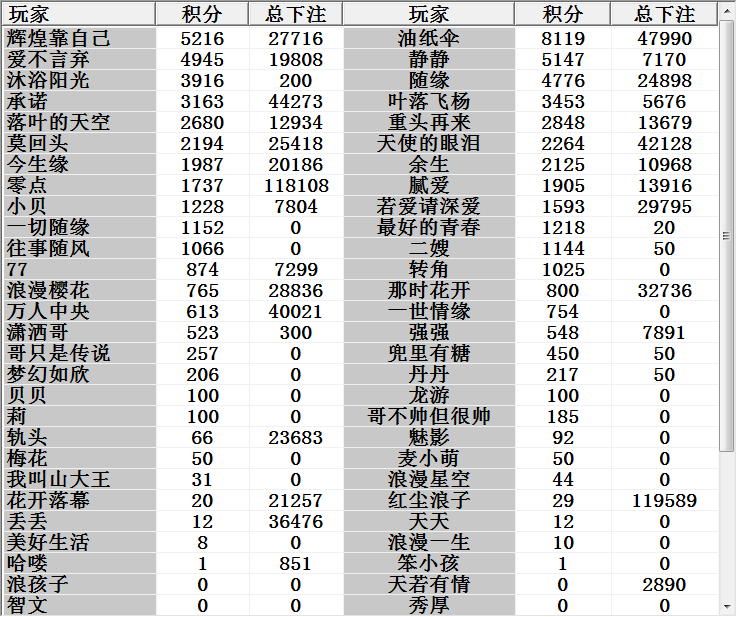 玩家 积分 总下注 玩家 积分 总下注
辉煌靠自己 5216 27716 油纸伞 8119 47990
爱不言弃 4945 19808 静静 5147 7170
沐浴阳光 3916 200 随缘 4776 24898
承诺 3163 44273 叶落飞杨 3453 5676
落叶的天空 2680 12934 重头再来 2848 13679
莫回头 2194 25418 天使的眼泪 2264 42128
今生缘 1987 20186 余生 2125 10968
零点 1737 118108 腻爱 1905 13916
小贝 1228 7804 若爱请深爱 1593 29795
一切随缘 1152 0 最好的青春 1218 20
往事随风 1066 0 二嫂 1144 50
77 874 7299 转角 1025 0
浪漫樱花 765 28836 那时花开 800 32736
万人中央 613 40021 一世情缘 754 0
潇洒哥 523 300 强强 548 7891
哥只是传说 257 0 兜里有糖 450 50
梦幻如欣 206 0 丹丹 217 50
贝贝 100 0 龙游 100 0
莉 100 0 哥不帅但很帅 185 0
轨头 66 23683 魅影 92 0
梅花 50 0 麦小萌 50 0
我叫山大王 31 0 浪漫星空 44 0
花开落幕 20 21257 红尘浪子 29 119589
丢丢 12 36476 天天 12 0
美好生活 8 0 浪漫一生 10 0
哈喽 1 851 笨小孩 1 0
浪孩子 0 0 天若有情 0 2890
智文 0 0 秀厚 0 0